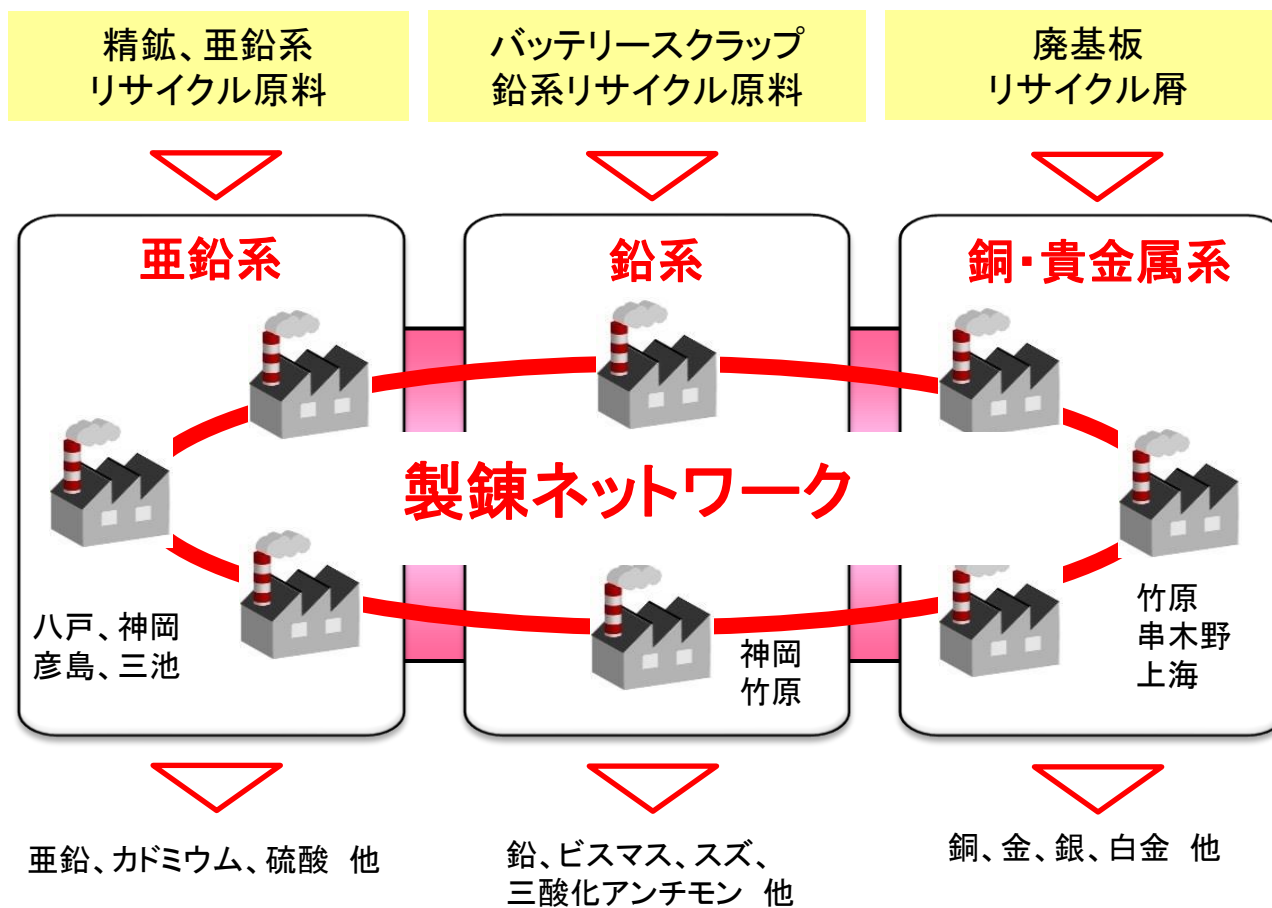 精鉱、亜鉛系
リサイクル原料
バッテリースクラップ
鉛系リサイクル原料
廃基板
リサイクル屑
亜鉛系
鉛系
銅・貴金属系
製錬ネットワーク
八戸、神岡
彦島、三池
神岡
竹原
竹原
串木野
上海
亜鉛、カドミウム、硫酸 他
鉛、ビスマス、スズ、
三酸化アンチモン 他
銅、金、銀、白金 他